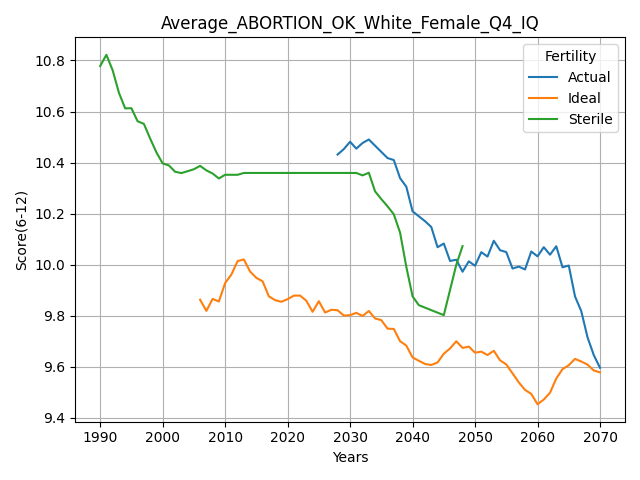 Average_ABORTION_OK_White_Female_Q4_IQ
Fertility
Actual
Ideal
Sterile
Score(6-12)
10.8
10.6
10.4
10.2
10.0
9.8
9.6
9.4
1990 2000 2010 2020 2030 2040 2050 2060 2070
Years